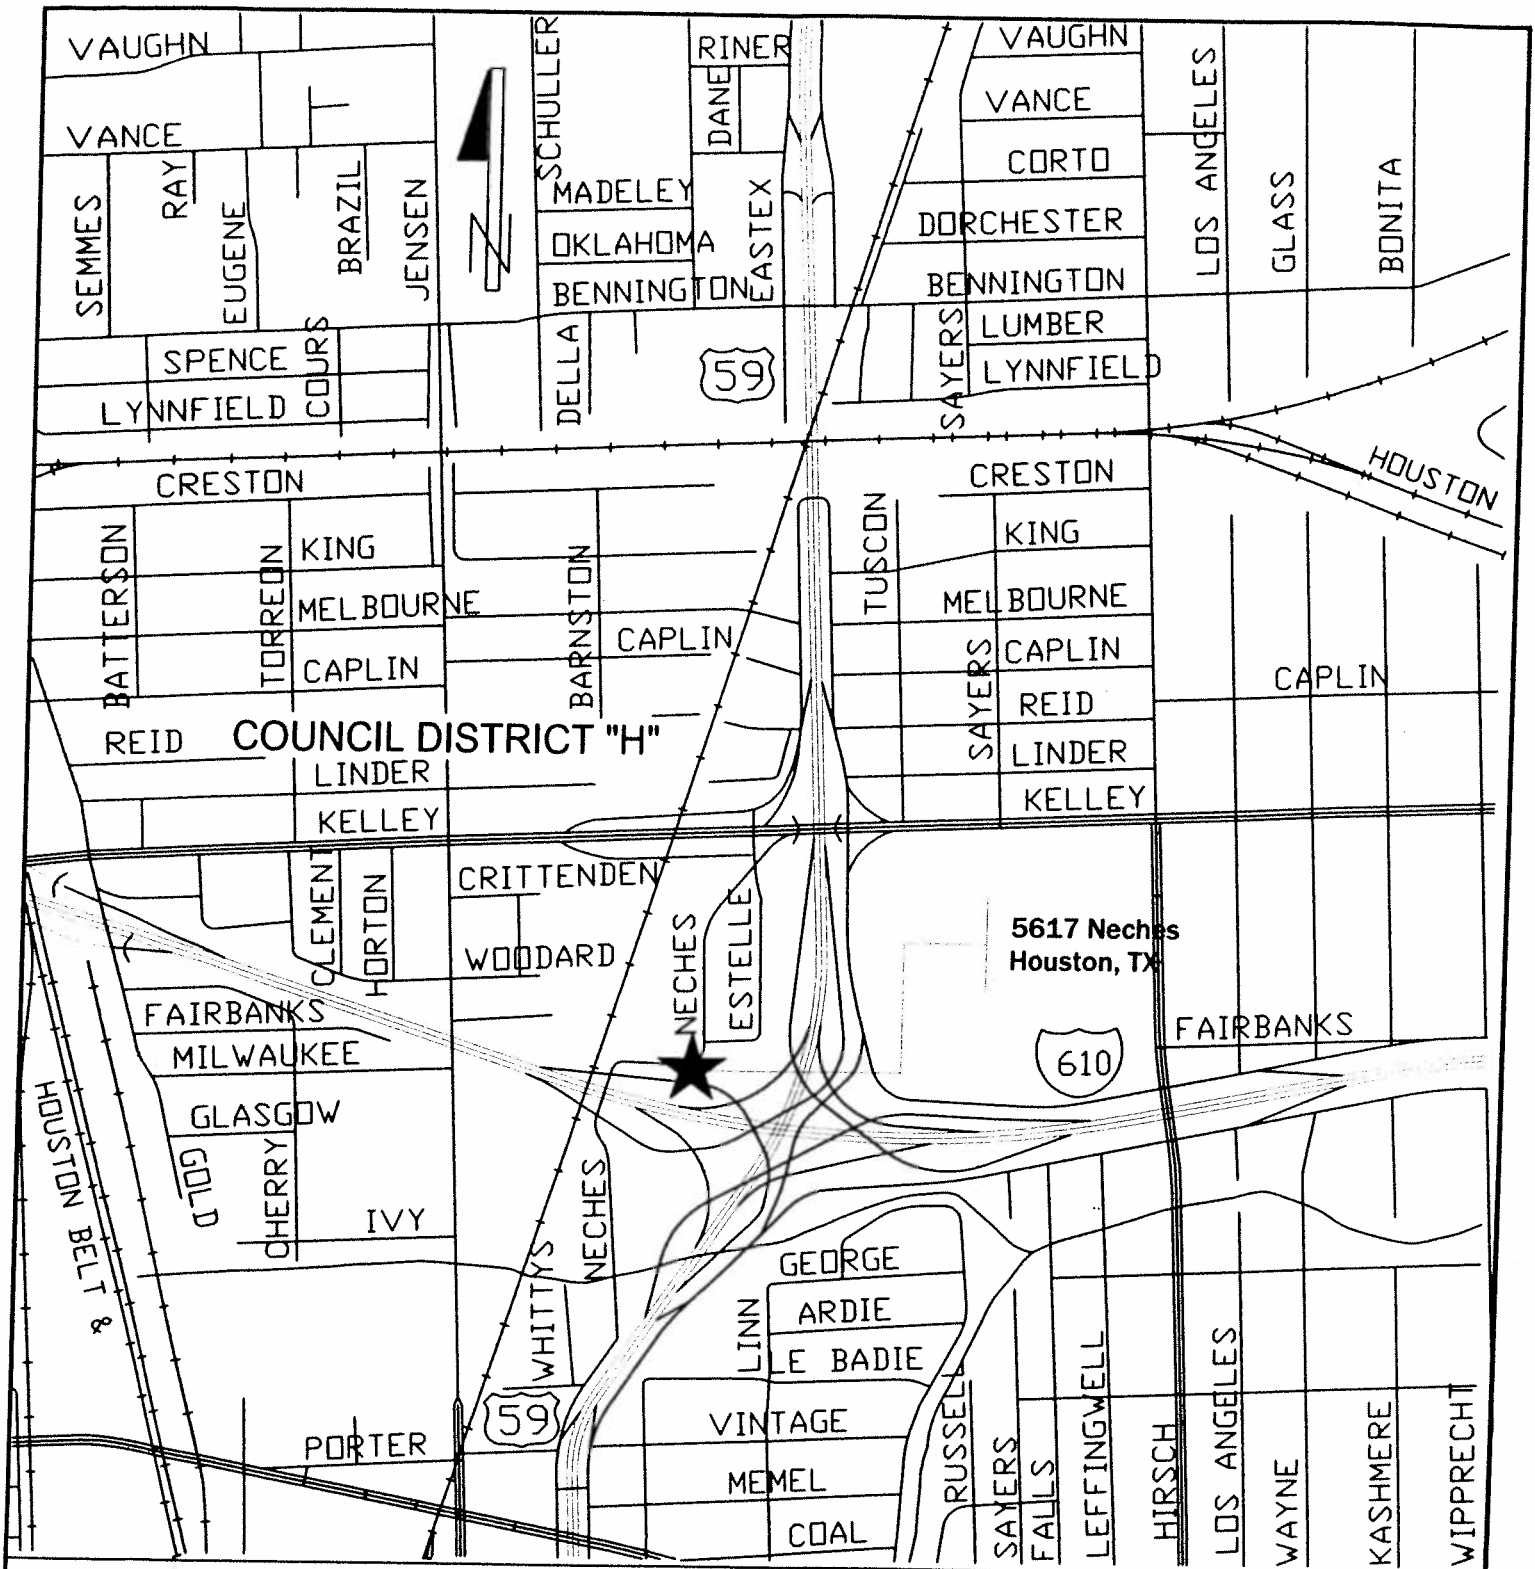 VAUGHN
SCHULLER
RINER
VAUGHN
LOS ANGELES
DANE
VANCE
VANCE
CORTO
RAY
SEMMES
EUGENE
BRAZIL
JENSEN
N
MADELEY
EASTEX
DORCHESTER
GLASS
BONITA
OKLAHOMA
BENNINGTON
BENNINGTON
SPENCE
COURS
DELLA
59
SAYERS
LUMBER
LYNNFIELD
LYNNFIELD
CRESTON
CRESTON
HOUSTON
BATTERSON
TORREON
KING
BARNSTON
TUSCON
KING
MELBOURNE
MELBOURNE
CAPLIN
CAPLIN
SAYERS
CAPLIN
CAPLIN
REID
REID
COUNCIL DISTRICT "H"
LINDER
LINDER
KELLEY
KELLEY
CLEMENT
HORTON
CRITTENDEN
NECHES
ESTELLE
5617 Neches
Houston, TX
WOODARD
FAIRBANKS
FAIRBANKS
MILWAUKEE
610
HOUSTON BELT &
GLASGOW
GOLD
CHERRY
IVY
NECHES
WHITTYS
GEORGE
LINN
ARDIE
LE BADIE
59
VINTAGE
PORTER
MEMEL
COAL
RUSSELL
SAYERS
FALLS
LEFFINGWELL
HIRSCH
LOS ANGELES
WAYNE
KASHMERE
WIPPRECHT